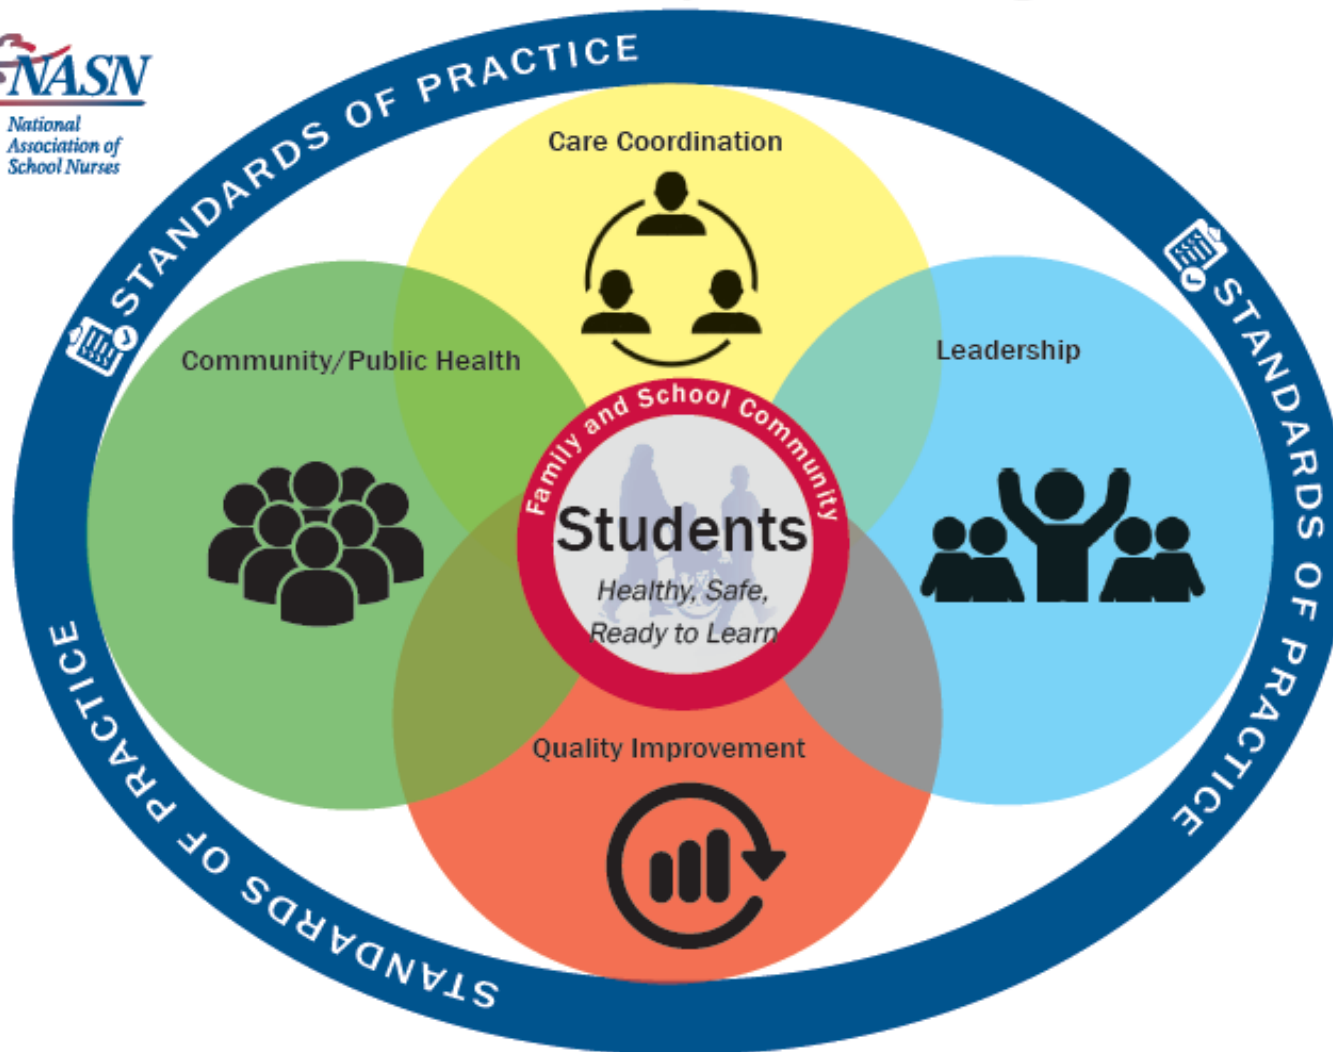 NASN
National
Association of
School Nurses
STANDARDS OF PRACTICE
STANDARDS OF PRACTICE
STANDARDS OF PRACTICE
Care Coordination
Community/Public Health
Leadership
Family and School Community
Students
Healthy, Safe,
Ready to Learn
Quality Improvement